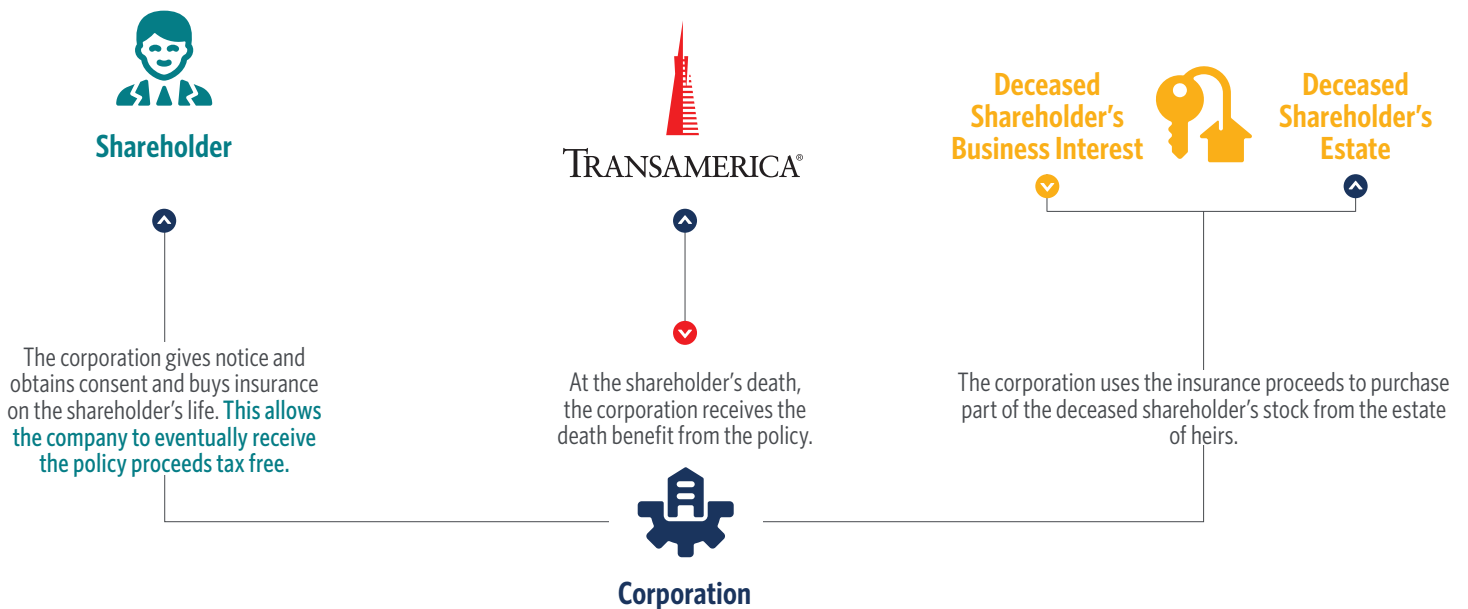 Shareholder
The corporation gives notice and
obtains consent and buys insurance
on the shareholder's life. This allows
the company to eventually receive
the policy proceeds tax free.
TRANSAMERICA®
At the shareholder's death,
the corporation receives the
death benefit from the policy.
Deceased
Shareholder's
Business Interest
Deceased
Shareholder's
Estate
The corporation uses the insurance proceeds to purchase
part of the deceased shareholder's stock from the estate
of heirs.
Corporation